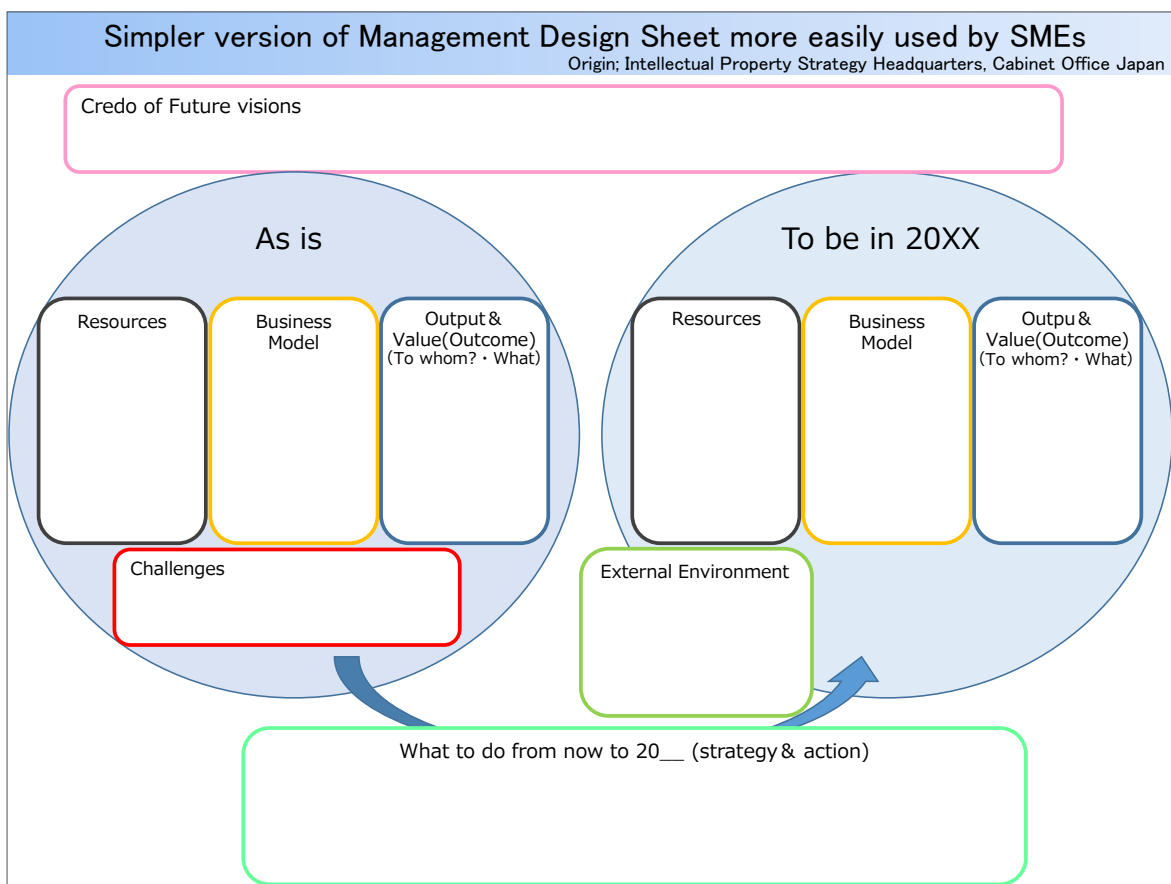 Simpler version of Management Design Sheet more easily used by SMEs
Origin; Intellectual Property Strategy Headquarters, Cabinet Office Japan
Credo of Future visions
As is
Resources
Business
Model
Output&
Value(Outcome)
(To whom?・What)
Challenges
To be in 20XX
Resources
Business
Model
Outpu&
Value(Outcome)
(To whom?・What)
External Environment
What to do from now to 20__ (strategy& action)